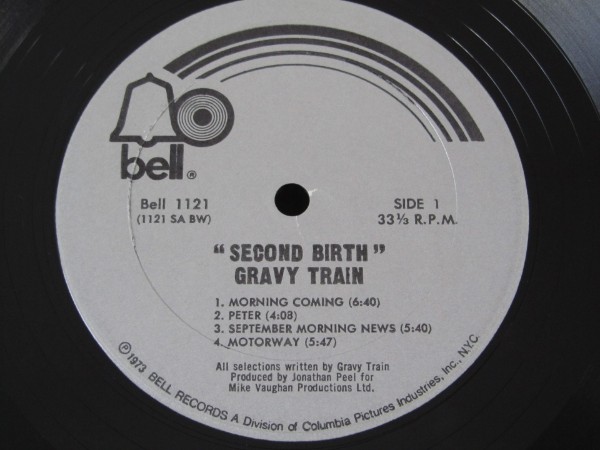 bell®
Bell 1121
(1121 SA BW)
SIDE 1
33⅓ R.P.M.
"SECOND BIRTH"
GRAVY TRAIN
1. MORNING COMING (6:40)
2. PETER (4:08)
3. SEPTEMBER MORNING NEWS (5:40)
4. MOTORWAY (5:47)
All selections written by Gravy Train
Produced by Jonathan Peel for
Mike Vaughan Productions Ltd.
℗1973 BELL RECORDS A Division of Columbia Pictures Industries, Inc., N.Y.C.